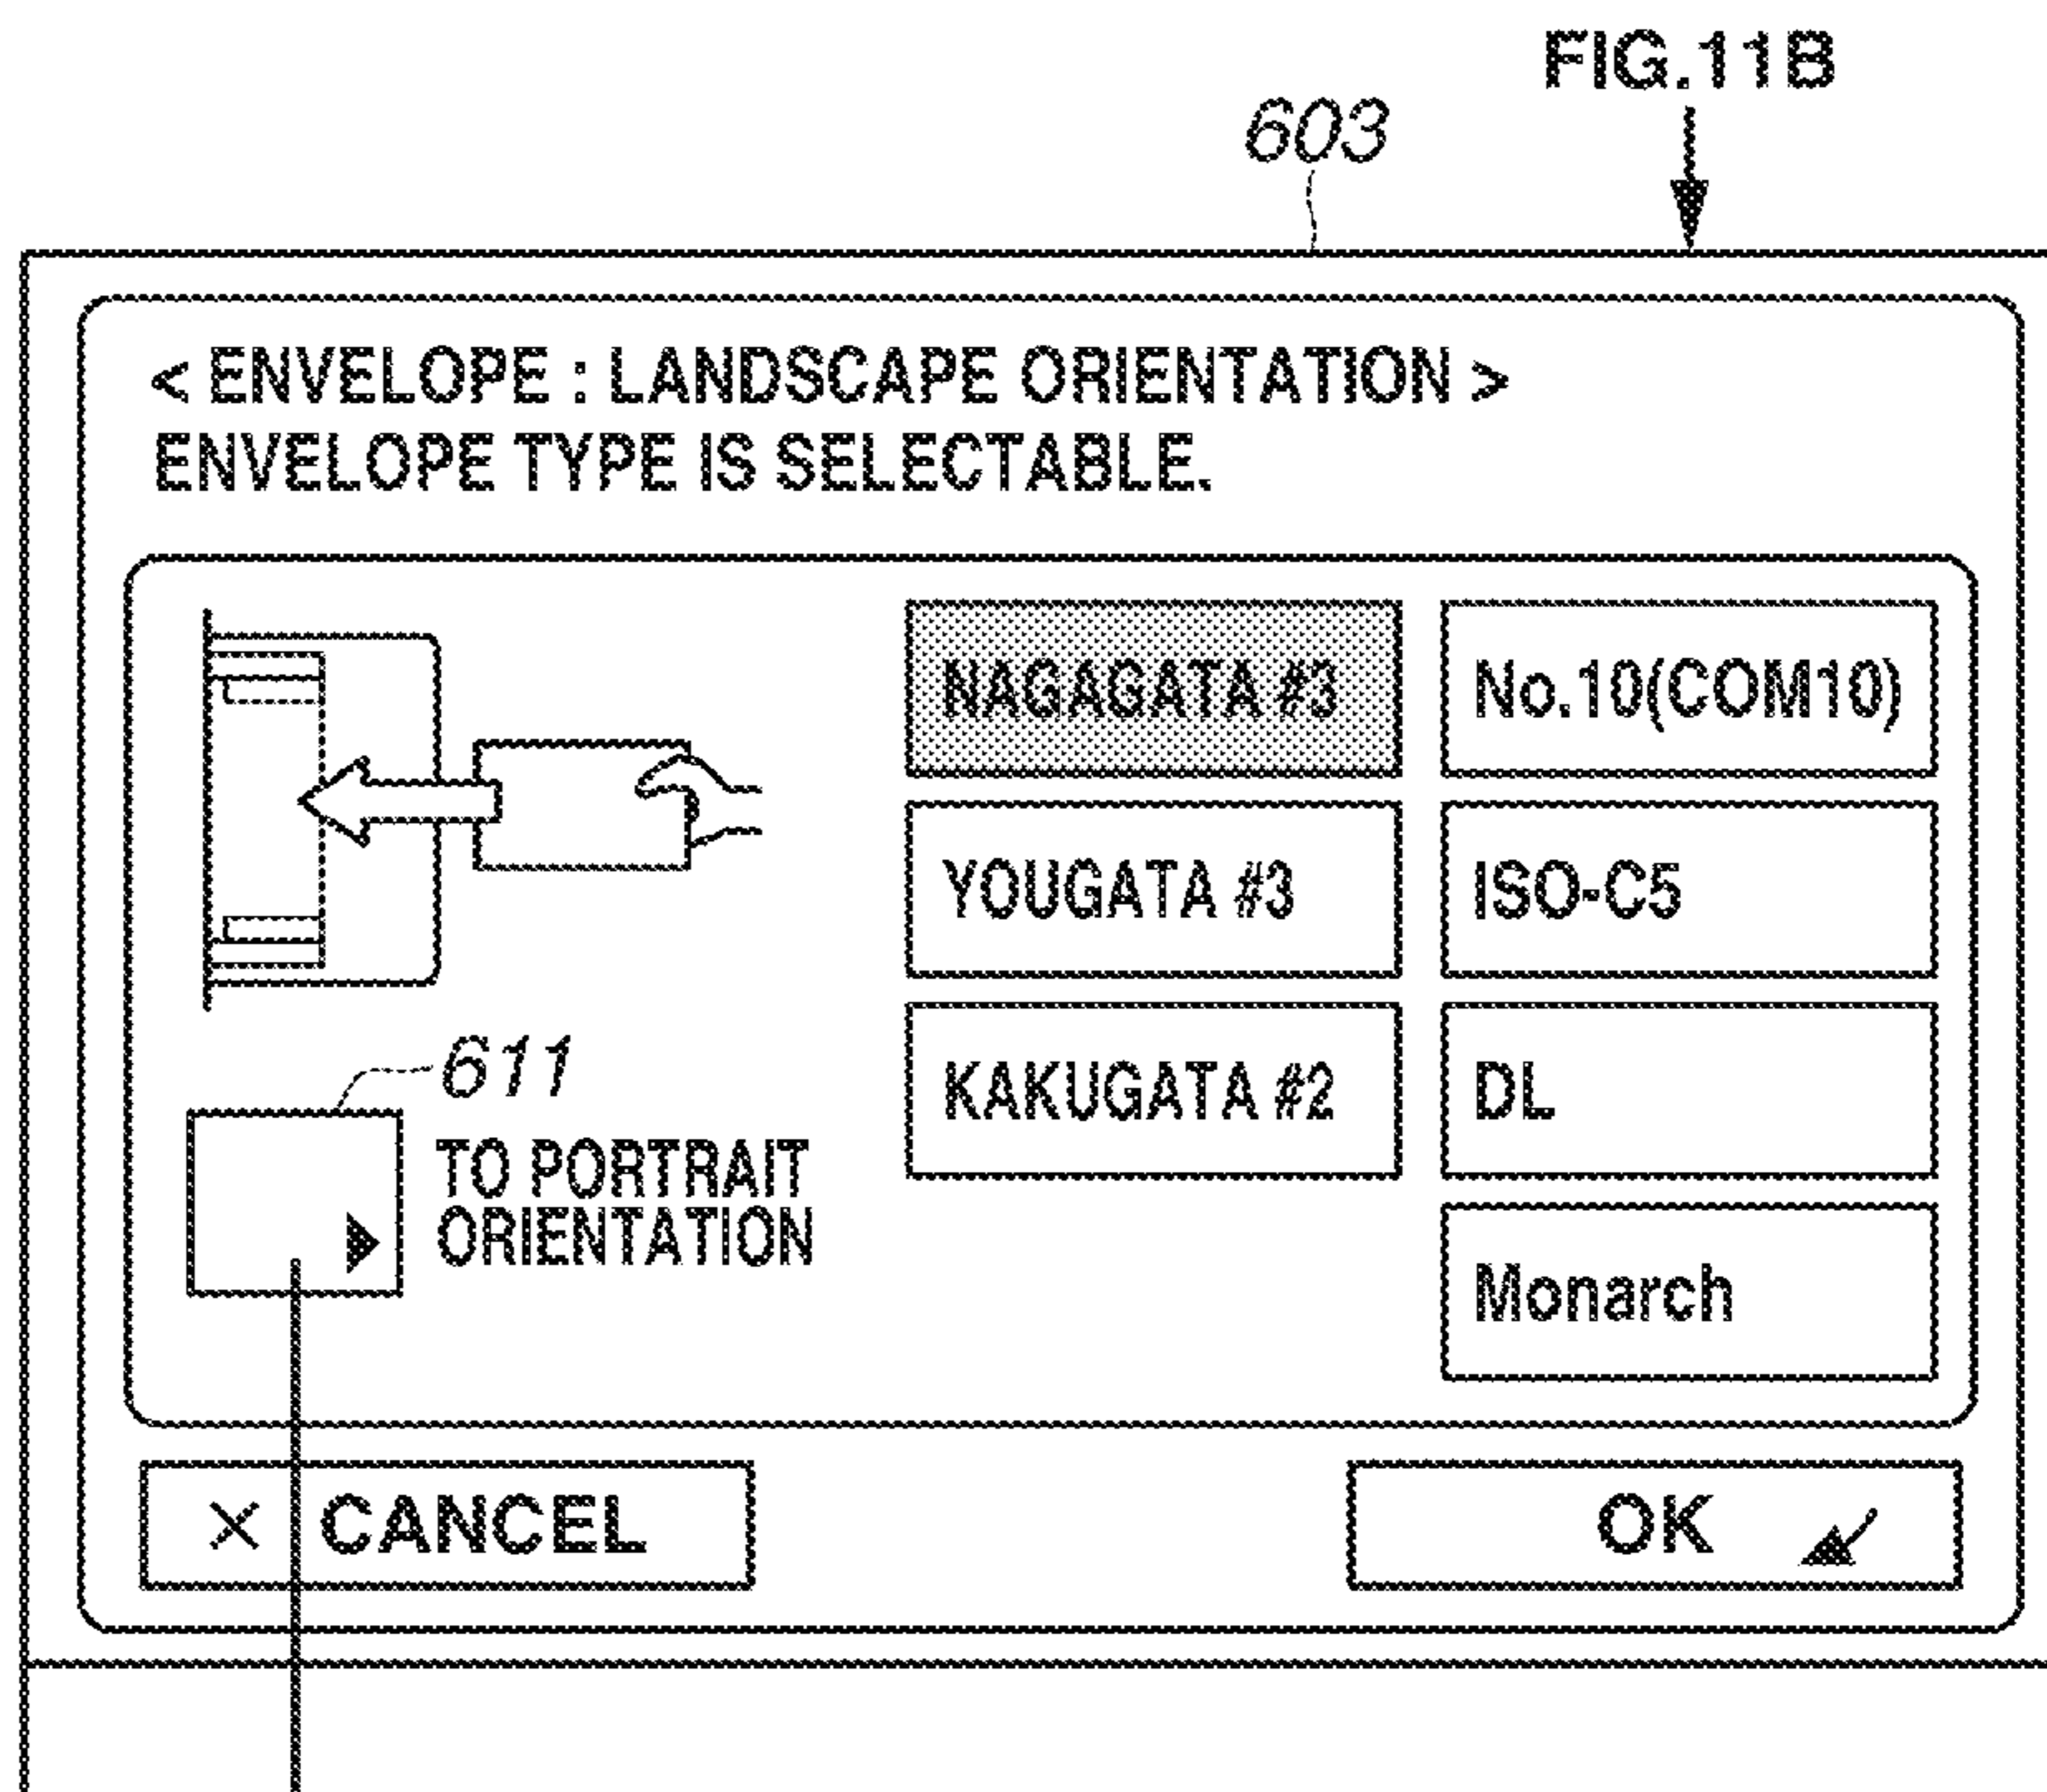 FIG.11B
603
< ENVELOPE : LANDSCAPE ORIENTATION >
ENVELOPE TYPE IS SELECTABLE.
NAGAGATA #3
No.10(COM10)
YOUGATA #3
ISO-C5
KAKUGATA #2
DL
Monarch
611
TO PORTRAIT
ORIENTATION
× CANCEL
OK